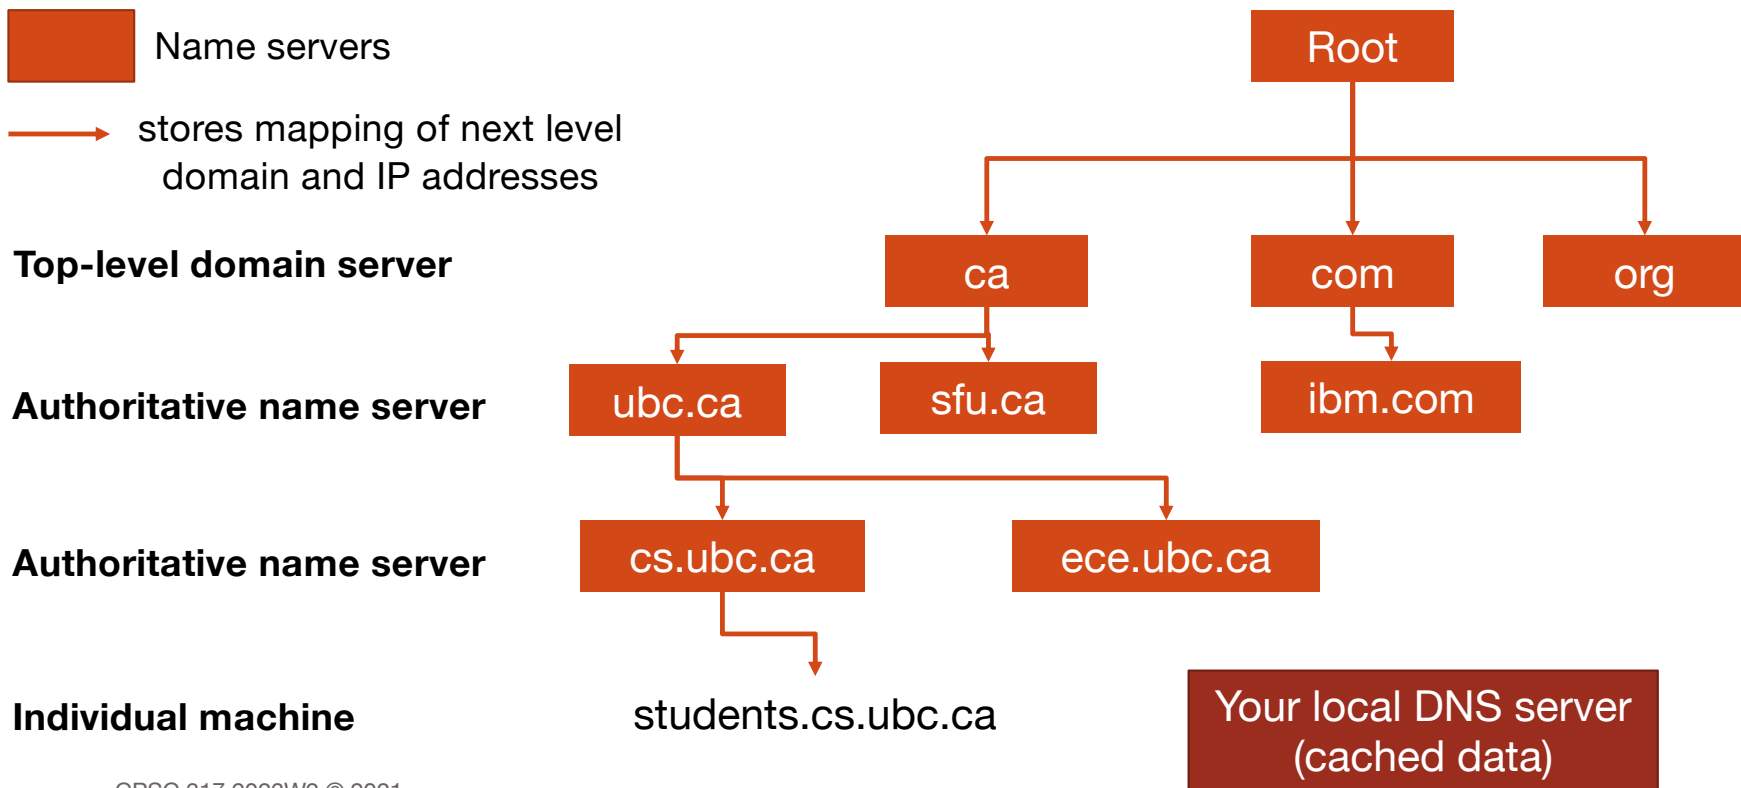 Name servers
Root
stores mapping of next level
domain and IP addresses
Top-level domain server
ca
com
org
Authoritative name server
ubc.ca
sfu.ca
ibm.com
Authoritative name server
cs.ubc.ca
ece.ubc.ca
Individual machine
students.cs.ubc.ca
Your local DNS server
(cached data)